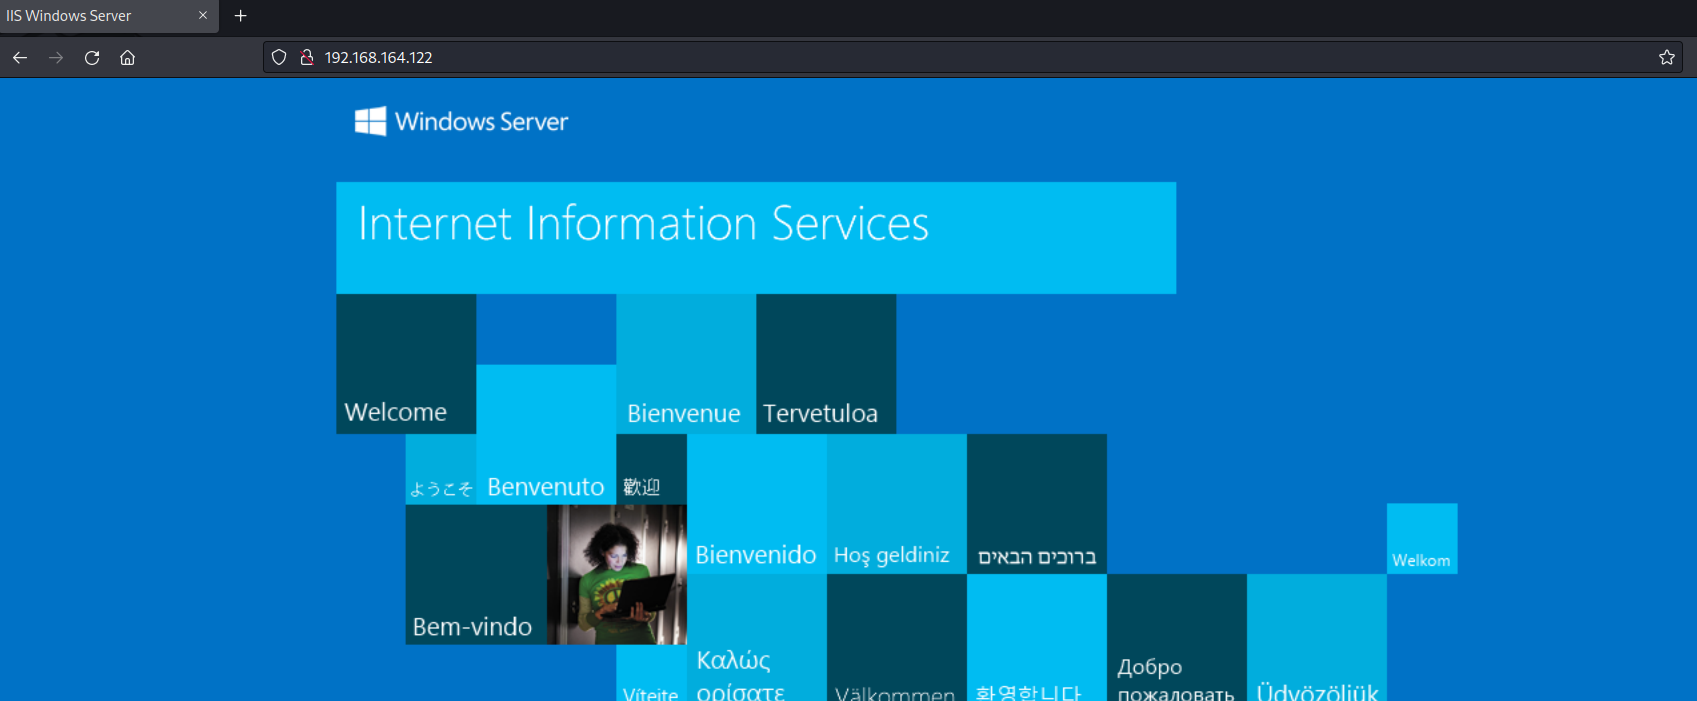 IIS Windows Server
192.168.164.122
Windows Server
Internet Information Services
Welcome
Bienvenue
Tervetuloa
ようこそ
Benvenuto
歡迎
Bienvenido
Hoş geldiniz
ברוכים הבאים
Welkom
Bem-vindo
Vítejte
Καλώς
ορίσατε
Välkommen
환영합니다
Добро
пожаловать
Üdvözöljük